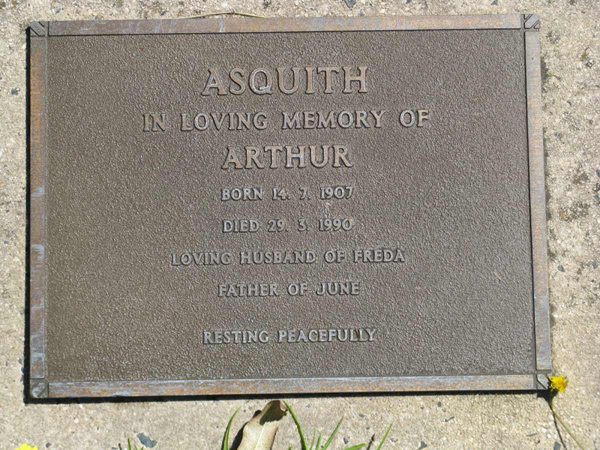 ASQUITH
IN LOVING MEMORY OF
ARTHUR
BORN 14. 7. 1907
DIED 29. 3. 1990
LOVING HUSBAND OF FREDA
FATHER OF JUNE
RESTING PEACEFULLY